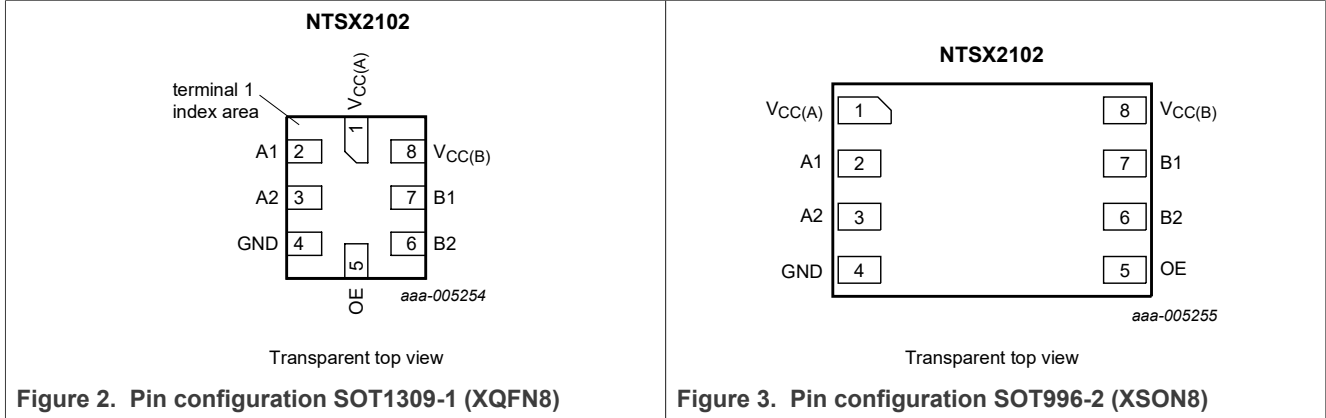 NTSX2102
terminal 1
index area
VCC(A)
1
A1 2
8 VCC(B)
A2 3
7 B1
GND 4
6 B2
5
OE
aaa-005254
Transparent top view
Figure 2. Pin configuration SOT1309-1 (XQFN8)
NTSX2102
VCC(A) 1
8 VCC(B)
A1 2
7 B1
A2 3
6 B2
GND 4
5 OE
aaa-005255
Transparent top view
Figure 3. Pin configuration SOT996-2 (XSON8)